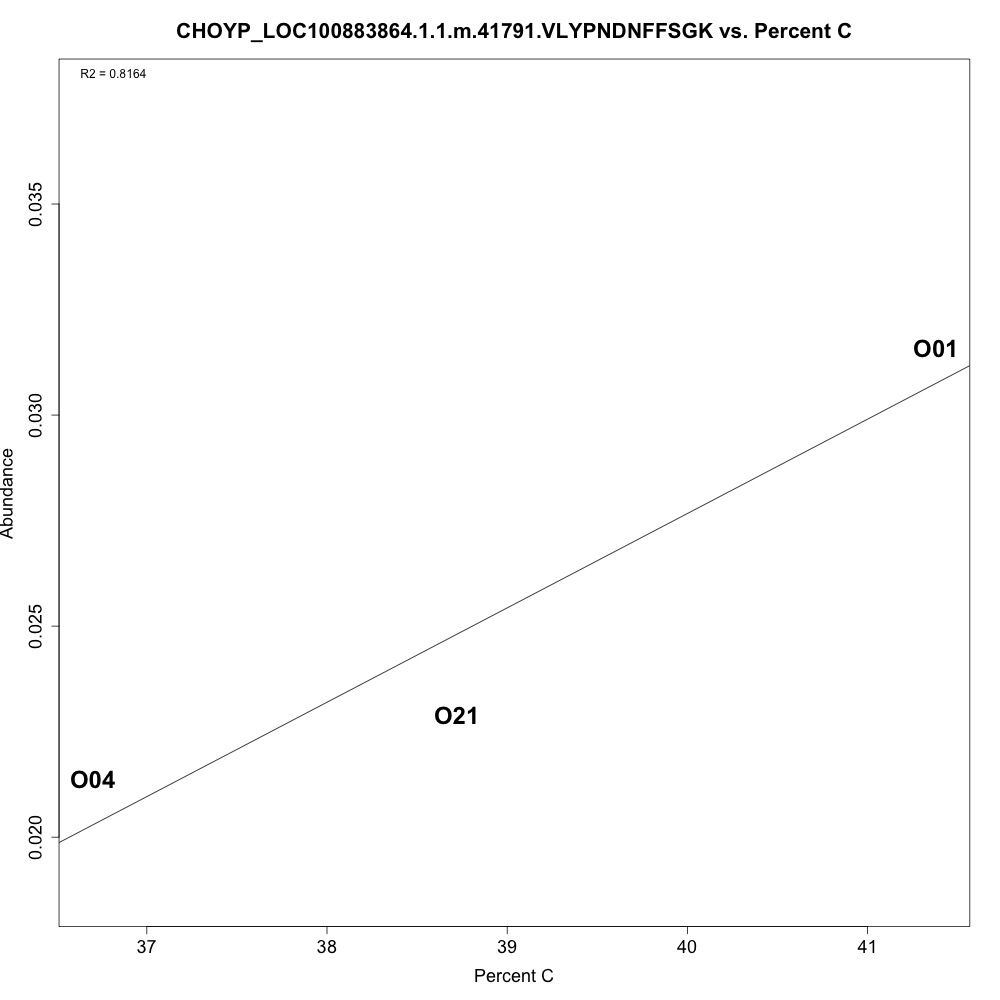 CHOYP_LOC100883864.1.1.m.41791.VLYPNDNFFSGK vs. Percent C
R2 = 0.8164
0.035
O01
0.030
Abundance
0.025
O21
O04
0.020
37 38 39 40 41
Percent C